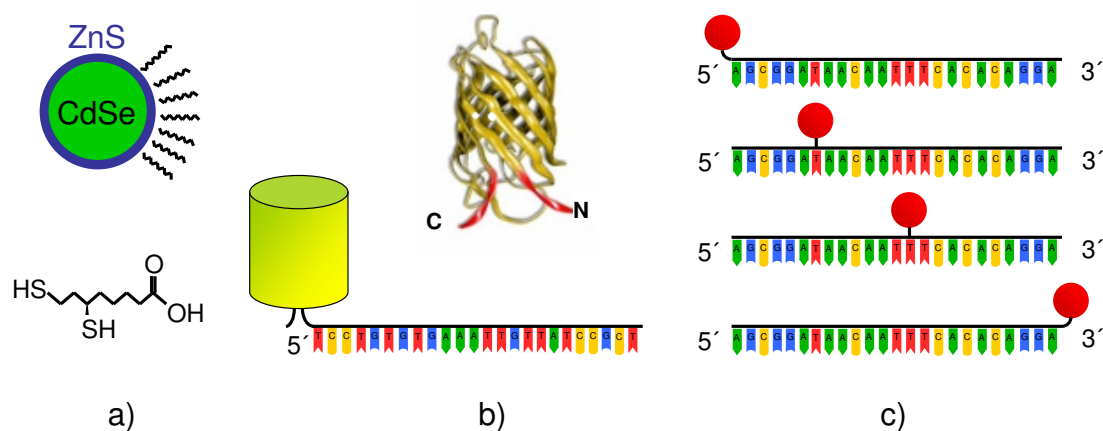 ZnS
CdSe
HS
SH
O
OH
a)
C
N
5´ TCCTGTGTGAAATTGTTATCCGCT
b)
5´ AGCGGATAACAATTTCACACAGGA 3´
5´ AGCGGATAACAATTTCACACAGGA 3´
5´ AGCGGATAACAATTTCACACAGGA 3´
5´ AGCGGATAACAATTTCACACAGGA 3´
c)